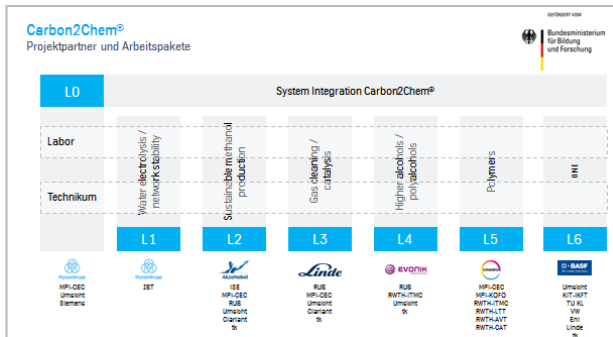 GEFÖRDERT VOM
Carbon2Chem®
Projektpartner und Arbeitspakete
Bundesministerium
für Bildung
und Forschung
L0
System Integration Carbon2Chem®
Labor
Technikum
Water electrolysis /
network stability
Sustainable methanol
production
Gas cleaning /
catalysis
Higher alcohols /
polyalcohols
Polymers
L1
L2
L3
L4
L5
L6
thyssenkrupp
thyssenkrupp
AkzoNobel
Linde
EVONIK
covestro
BASF
MPI-CEC
Umsicht
Siemens
ZBT
ISE
MPI-CEC
RUB
Umsicht
Clariant
tk
RUB
MPI-CEC
Umsicht
Clariant
tk
RUB
RWTH-ITMC
Umsicht
tk
MPI-CEC
MPI-KOFO
RWTH-ITMC
RWTH-LTT
RWTH-AVT
RWTH-CAT
Umsicht
KIT-IKFT
TU KL
VW
Eni
Linde
tk